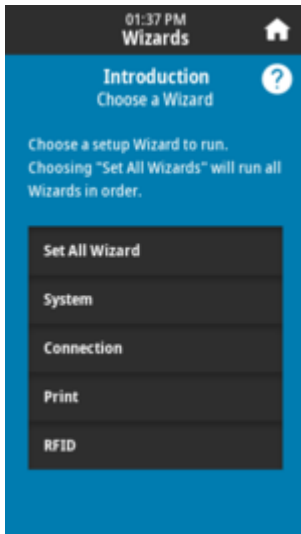 01:37 PM
Wizards
Introduction
?
Choose a Wizard
Choose a setup Wizard to run.
Choosing "Set All Wizards" will run all
Wizards in order.
Set All Wizard
System
Connection
Print
RFID